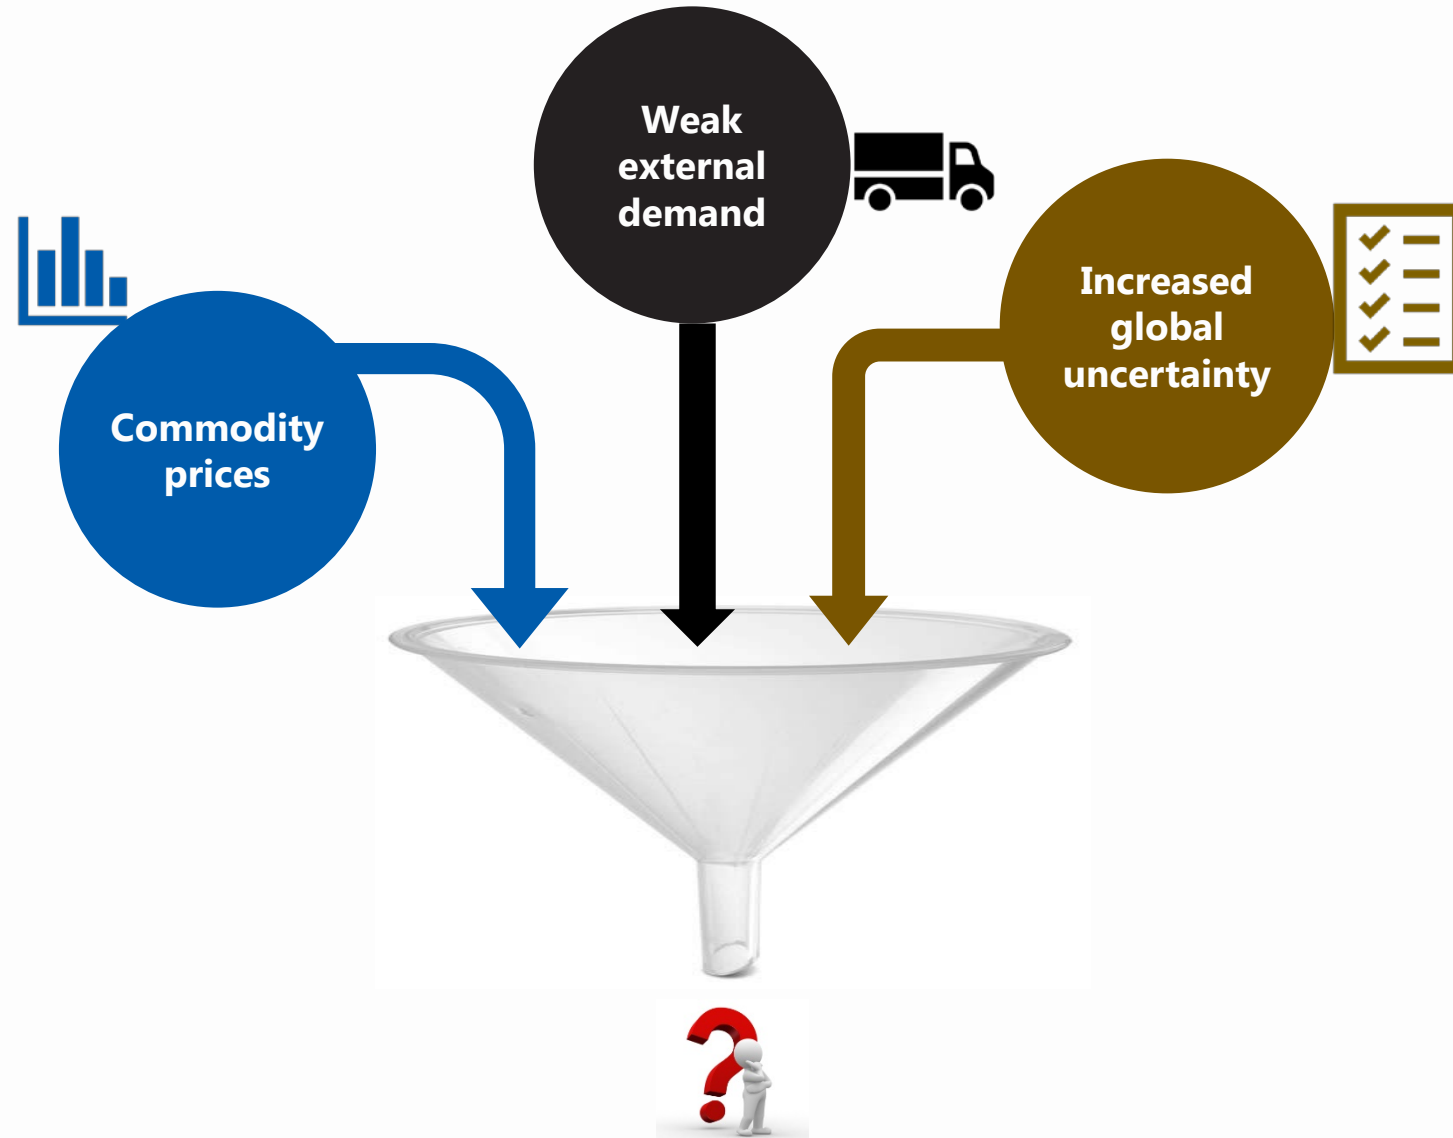 Weak
external
demand
Increased
global
uncertainty
Commodity
prices